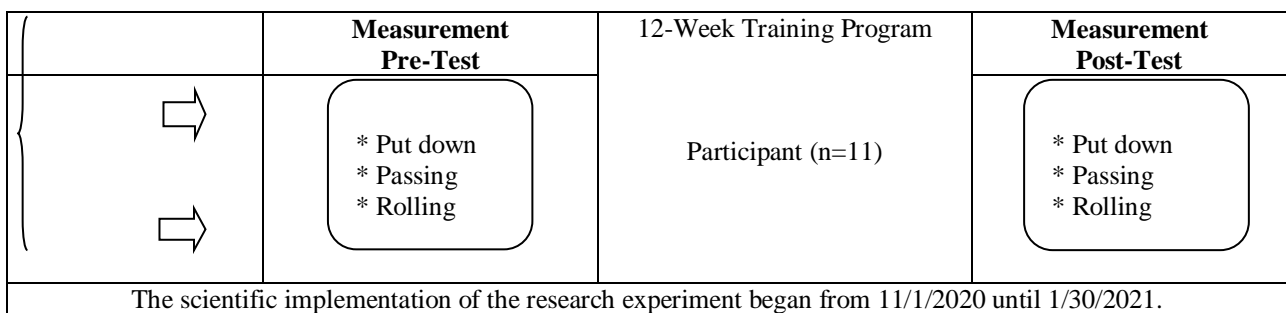 Measurement
Pre-Test
12-Week Training Program
Measurement
Post-Test
* Put down
* Passing
* Rolling
Participant (n=11)
* Put down
* Passing
* Rolling
The scientific implementation of the research experiment began from 11/1/2020 until 1/30/2021.